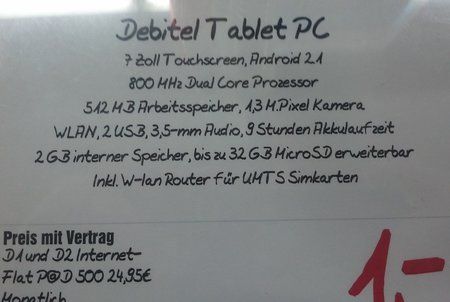 Debitel Tablet PC
7 Zoll Touchscreen, Android 2.1
800 MHz Dual Core Prozessor
512 MB Arbeitsspeicher, 1,3 M.Pixel Kamera
WLAN, 2 USB, 3,5-mm Audio, 9 Stunden Akkulaufzeit
2 GB interner Speicher, bis zu 32 GB MicroSD erweiterbar
Inkl. W-lan Router für UMTS Simkarten
Preis mit Vertrag
D1 und D2 Internet-
Flat P@D 500 24,95€
Monatlich
1,-